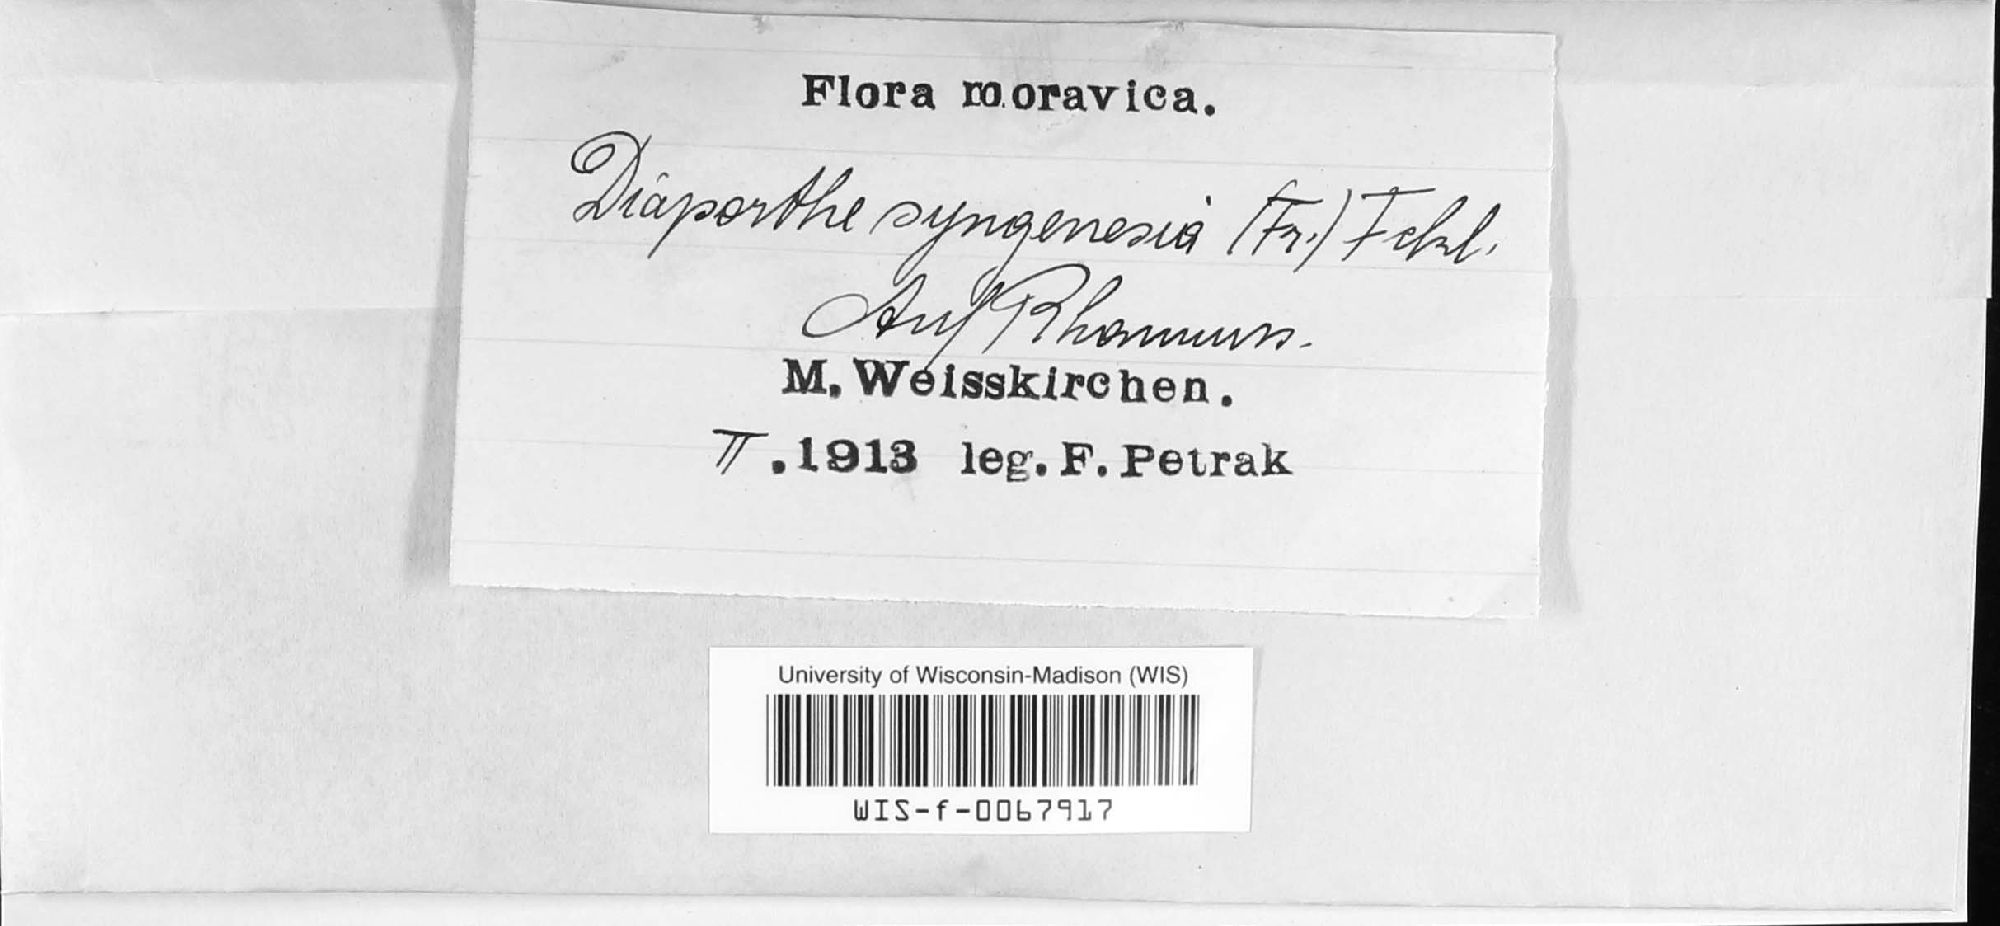 Flora moravica.
Diaporthe syngenesia (Fr.) Fckl.
Auf Rhamnus.
M. Weisskirchen.
II.1913 leg. F. Petrak
University of Wisconsin-Madison (WIS)
WIS-f-0067917